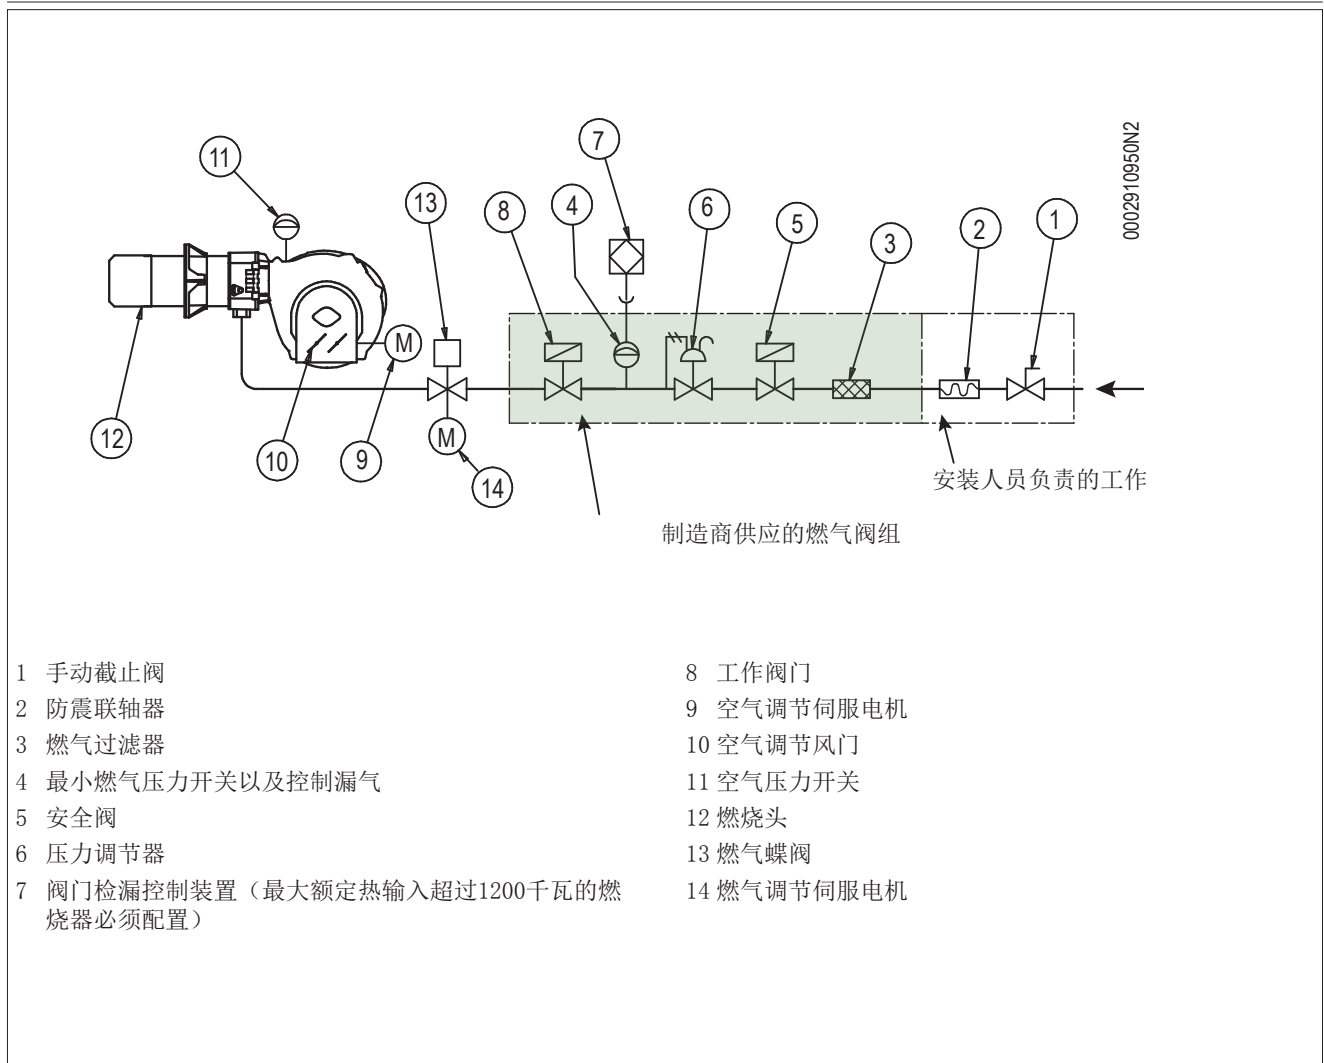 0002910950N2
7
11
13
8
4
6
5
3
2
1
M
M
12
10
9
14
安装人员负责的工作
制造商供应的燃气阀组
1 手动截止阀
2 防震联轴器
3 燃气过滤器
4 最小燃气压力开关以及控制漏气
5 安全阀
6 压力调节器
7 阀门检漏控制装置（最大额定热输入超过1200千瓦的燃
烧器必须配置）
8 工作阀门
9 空气调节伺服电机
10 空气调节风门
11 空气压力开关
12 燃烧头
13 燃气蝶阀
14 燃气调节伺服电机